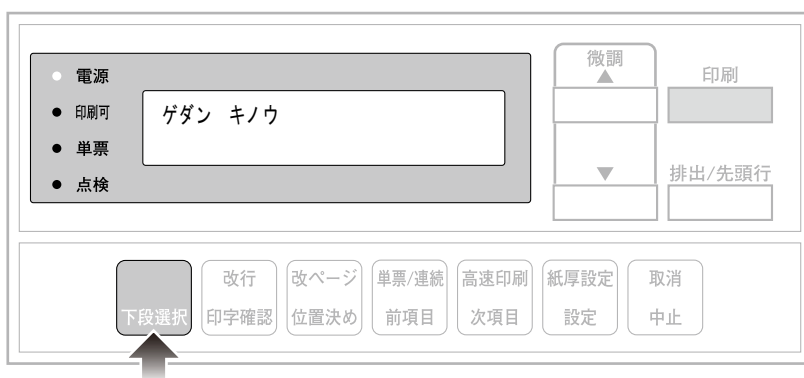 電源
印刷可
単票
点検
ゲダン キノウ
微調
▲
▼
印刷
排出/先頭行
下段選択
改行
印字確認
改ページ
位置決め
単票/連続
前項目
高速印刷
次項目
紙厚設定
設定
取消
中止